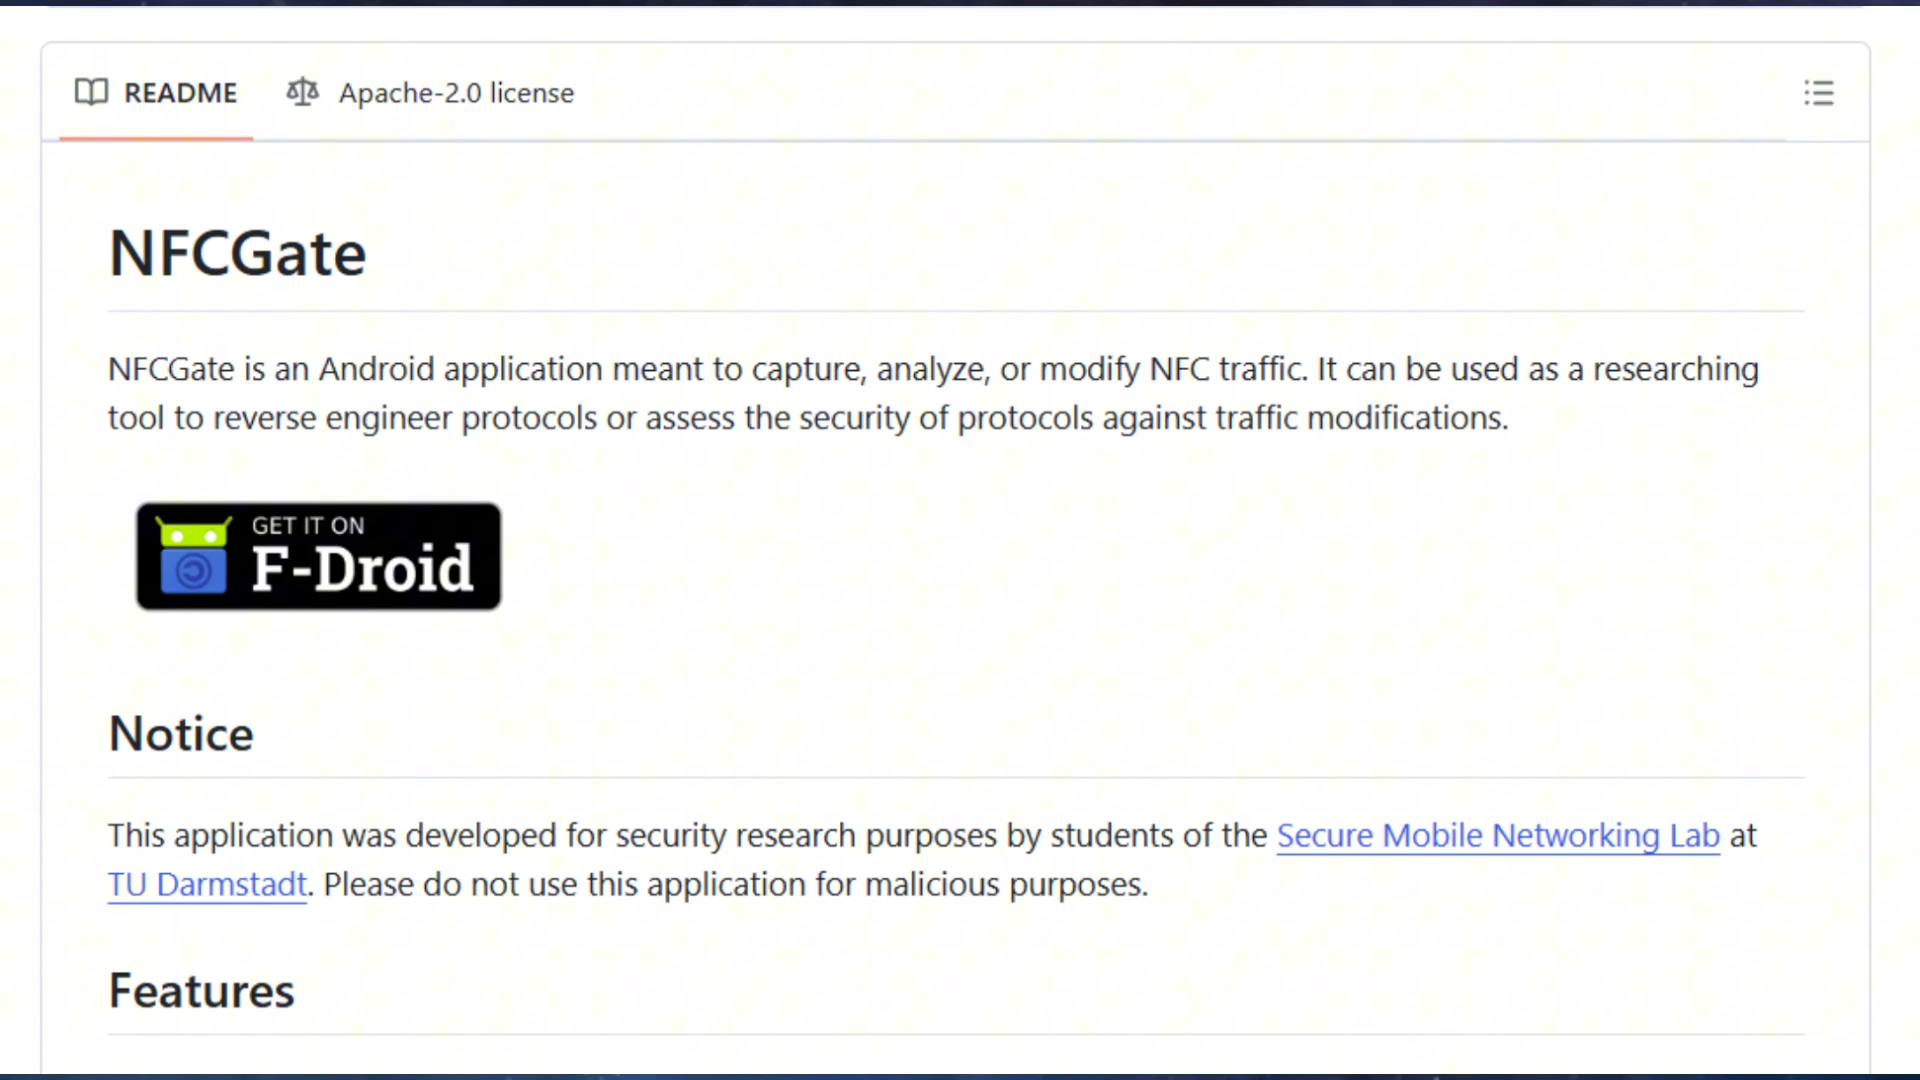 README Apache-2.0 license
NFCGate
NFCGate is an Android application meant to capture, analyze, or modify NFC traffic. It can be used as a researching
tool to reverse engineer protocols or assess the security of protocols against traffic modifications.
GET IT ON
F-Droid
Notice
This application was developed for security research purposes by students of the Secure Mobile Networking Lab at
TU Darmstadt. Please do not use this application for malicious purposes.
Features